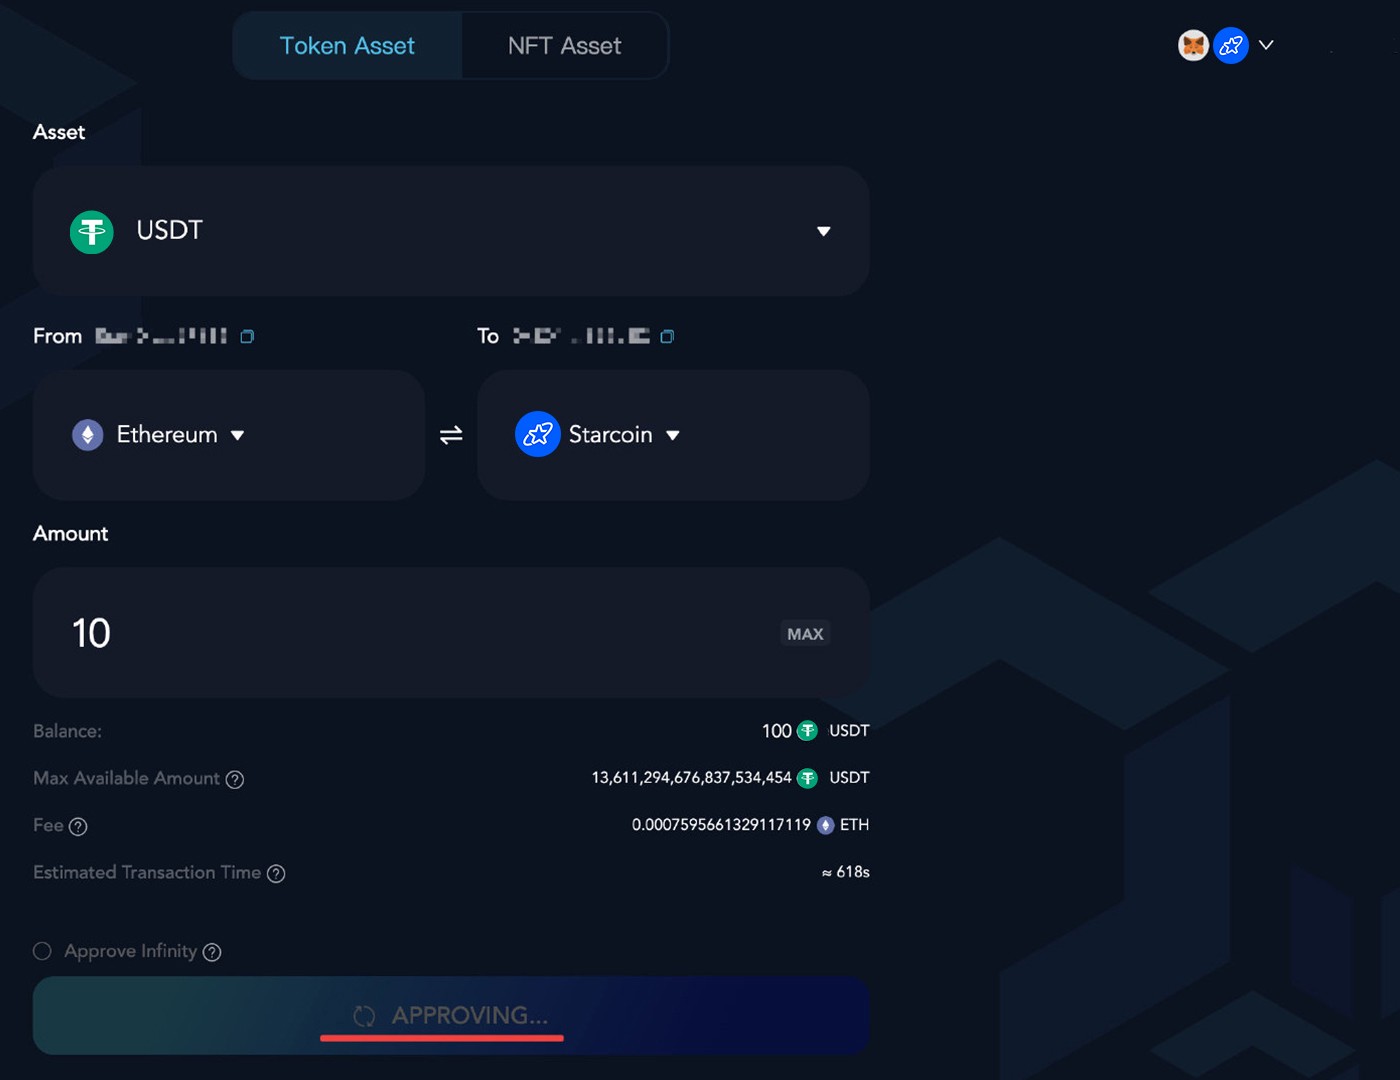 Token Asset NFT Asset
Asset
USDT
From To
Ethereum Starcoin
Amount
10 MAX
Balance: 100 USDT
Max Available Amount ? 13,611,294,676,837,534,454 USDT
Fee ? 0.0007595661329117119 ETH
Estimated Transaction Time ? ≈ 618s
Approve Infinity ?
APPROVING...